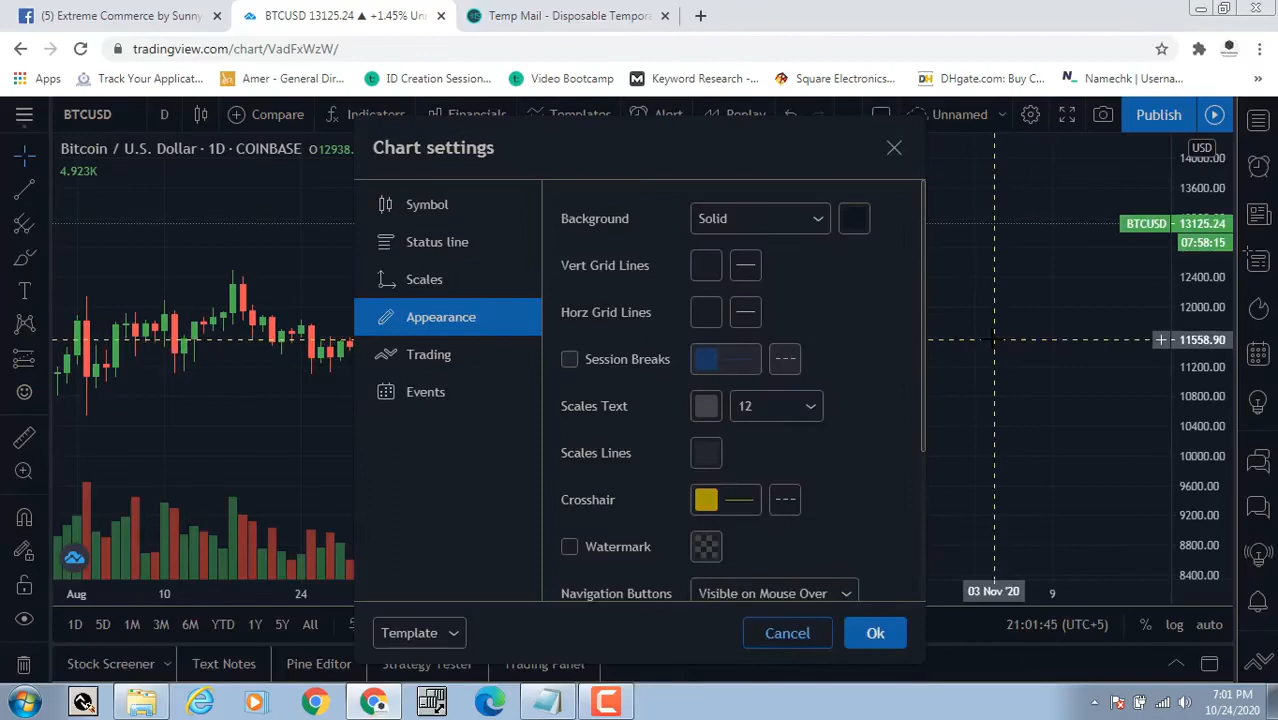 (5) Extreme Commerce by Sunny
BTCUSD 13125.24 ▲ +1.45% Un
Temp Mail - Disposable Tempora
tradingview.com/chart/VadFxWzW/
Apps
Track Your Applicat...
Amer - General Dir...
ID Creation Session...
Video Bootcamp
Keyword Research -...
Square Electronics...
DHgate.com: Buy C...
Namechk | Userna...
»
BTCUSD
D
Compare
Indicators
Financials
Templates
Alert
Replay
Unnamed
Publish
Bitcoin / U.S. Dollar · 1D · COINBASE O12938.
4.923K
Chart settings
Symbol
Status line
Scales
Appearance
Trading
Events
Background
Solid
Vert Grid Lines
Horz Grid Lines
Session Breaks
Scales Text
12
Scales Lines
Crosshair
Watermark
Navigation Buttons
Visible on Mouse Over
Template
Cancel
Ok
USD
14000.00
13600.00
BTCUSD 13125.24
07:58:15
12400.00
12000.00
11558.90
11200.00
10800.00
10400.00
10000.00
9600.00
9200.00
8800.00
8400.00
Aug
10
24
03 Nov '20
9
1D
5D
1M
3M
6M
YTD
1Y
5Y
All
21:01:45 (UTC+5)
%
log
auto
Stock Screener
Text Notes
Pine Editor
Strategy Tester
Trading Panel
7:01 PM
10/24/2020